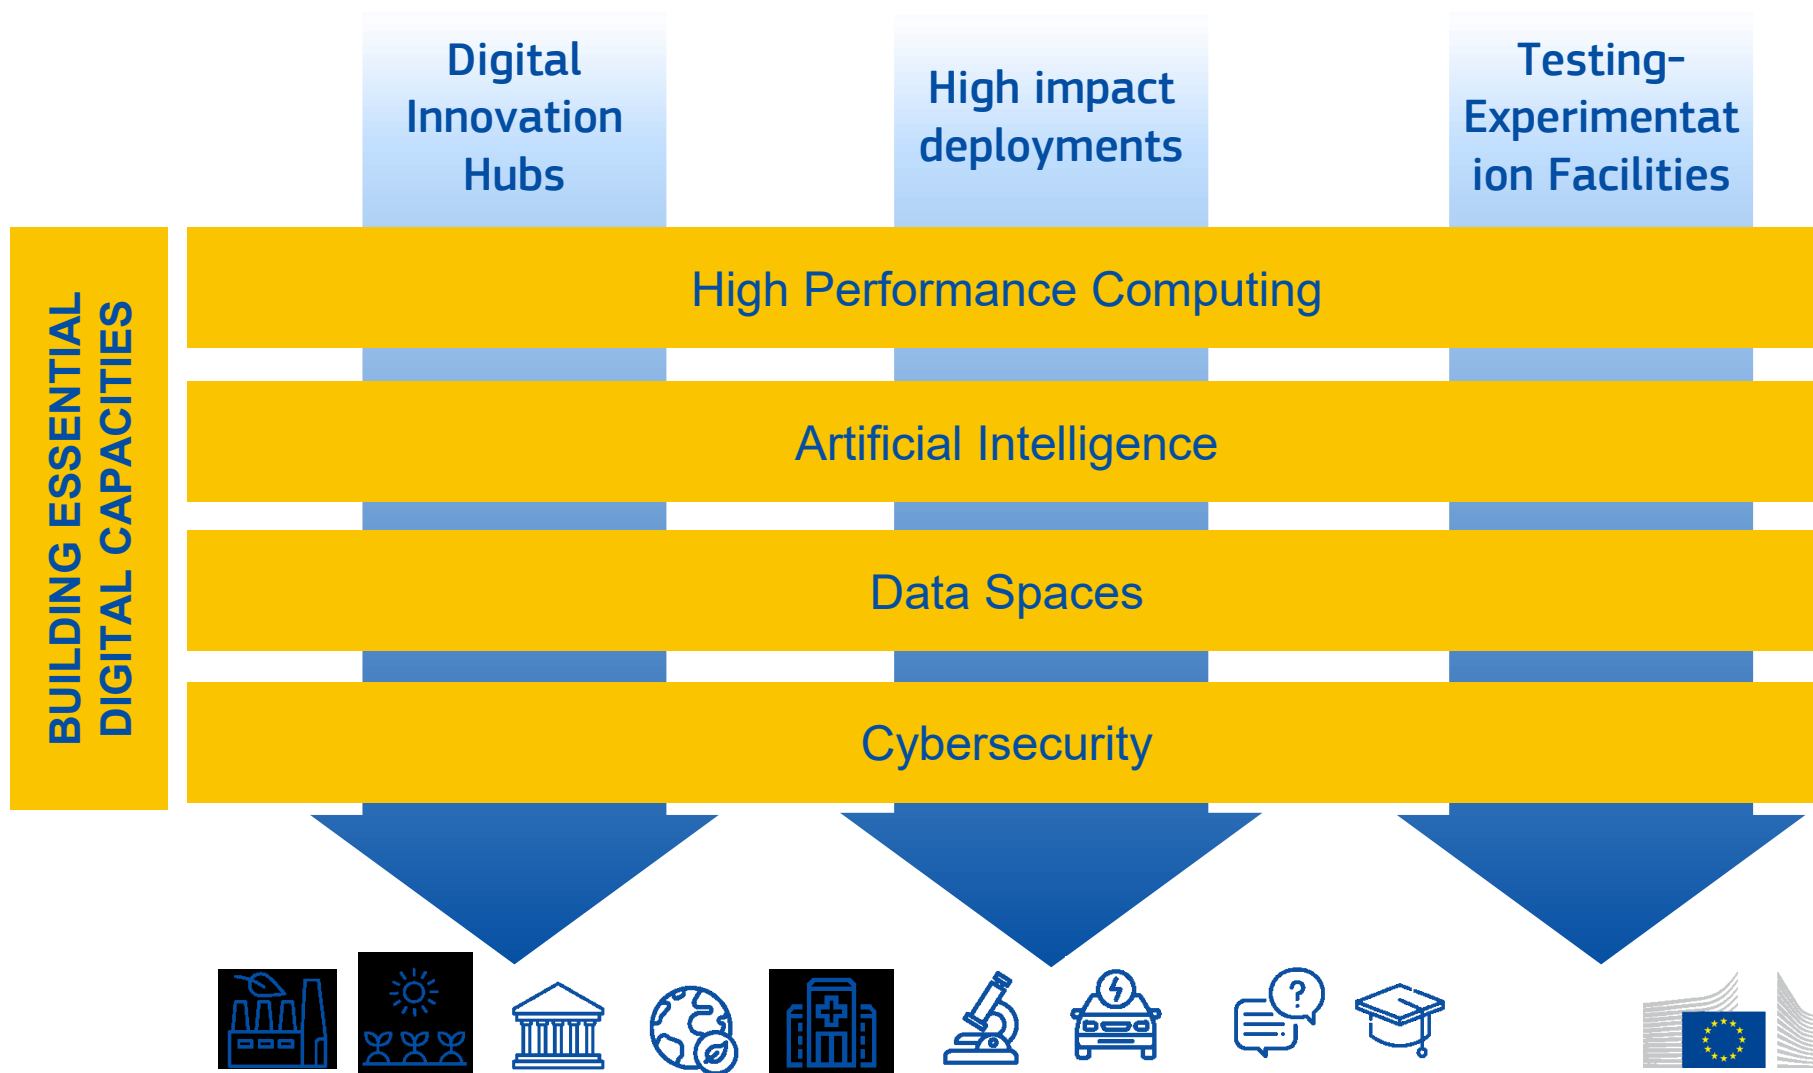 Digital
Innovation
Hubs
High impact
deployments
Testing-
Experimentat
ion Facilities
BUILDING ESSENTIAL
DIGITAL CAPACITIES
High Performance Computing
Artificial Intelligence
Data Spaces
Cybersecurity
?